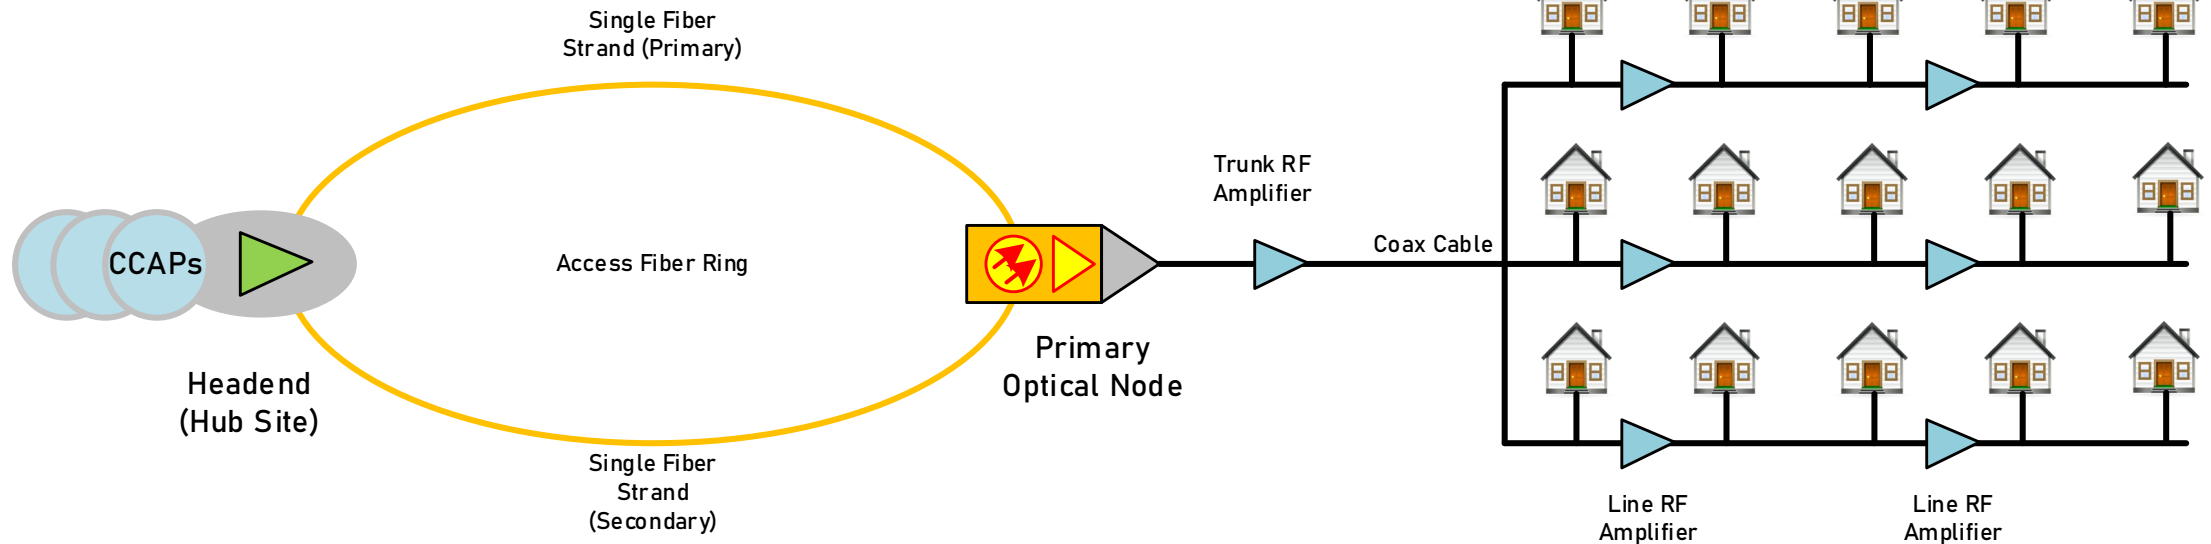 Single Fiber
Strand (Primary)
Trunk RF
Amplifier
Coax Cable
CCAPs
Access Fiber Ring
Primary
Optical Node
Headend
(Hub Site)
Single Fiber
Strand
(Secondary)
Line RF
Amplifier
Line RF
Amplifier